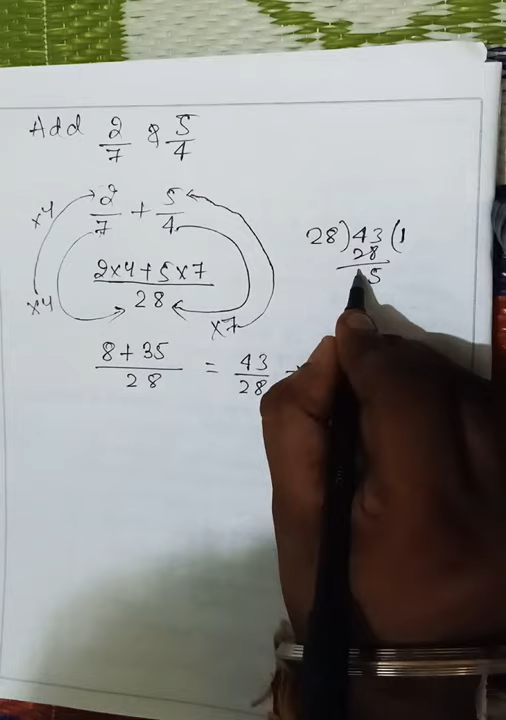 Add 2/7 & 5/4
×4 2/7 + 5/4
2×4+5×7/28
×4 ×7
8+35/28 = 43/28
28)43(1
28
15